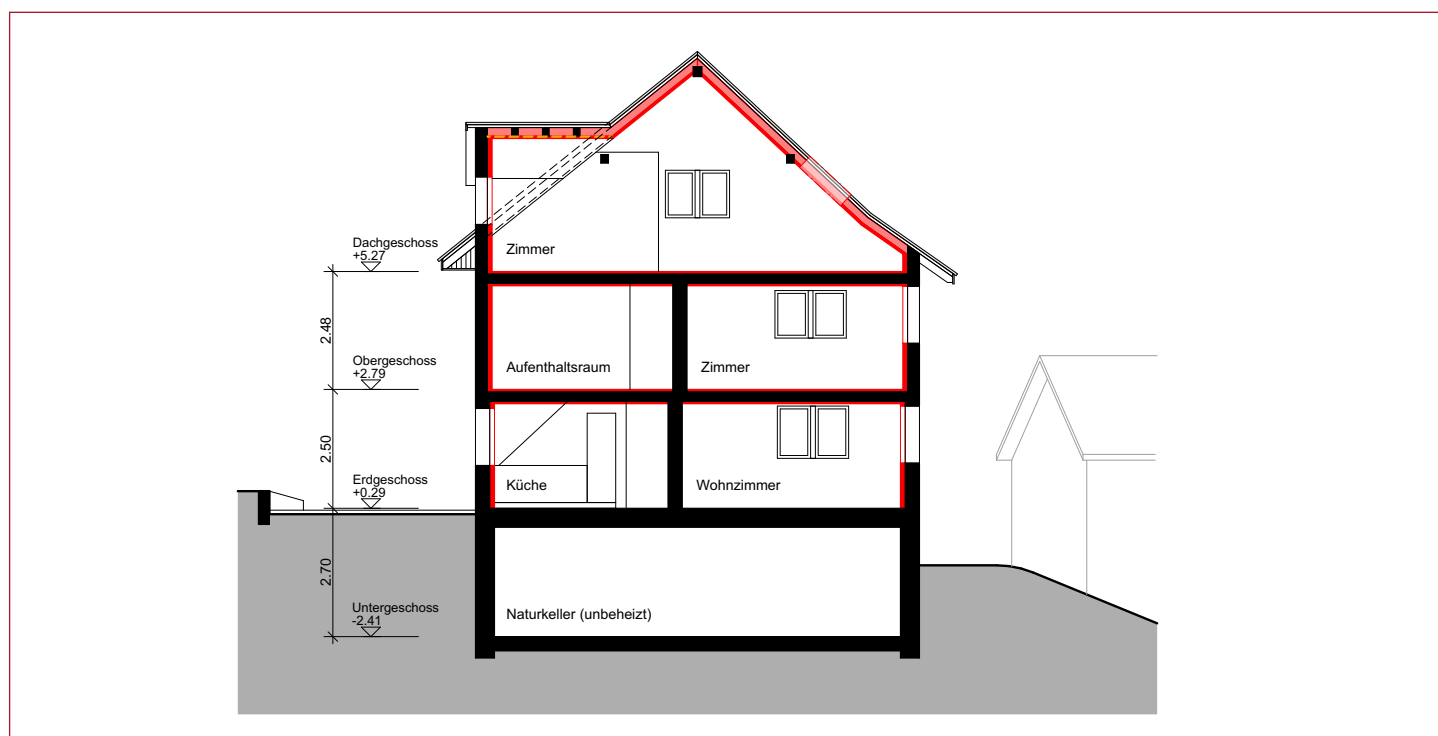 Zimmer
Dachgeschoss
+5.27
2.48
Obergeschoss
+2.79
Aufenthaltsraum
Zimmer
2.50
Erdgeschoss
+0.29
Küche
Wohnzimmer
2.70
Untergeschoss
-2.41
Naturkeller (unbeheizt)